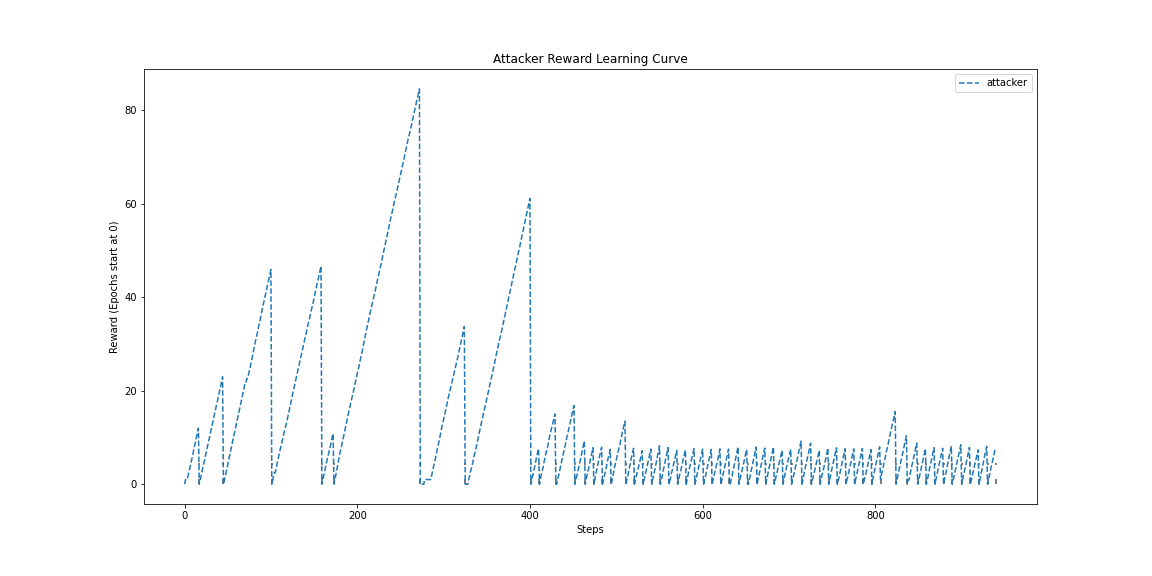 Attacker Reward Learning Curve
attacker
80
60
40
20
0
Reward (Epochs start at 0)
0 200 400 600 800
Steps